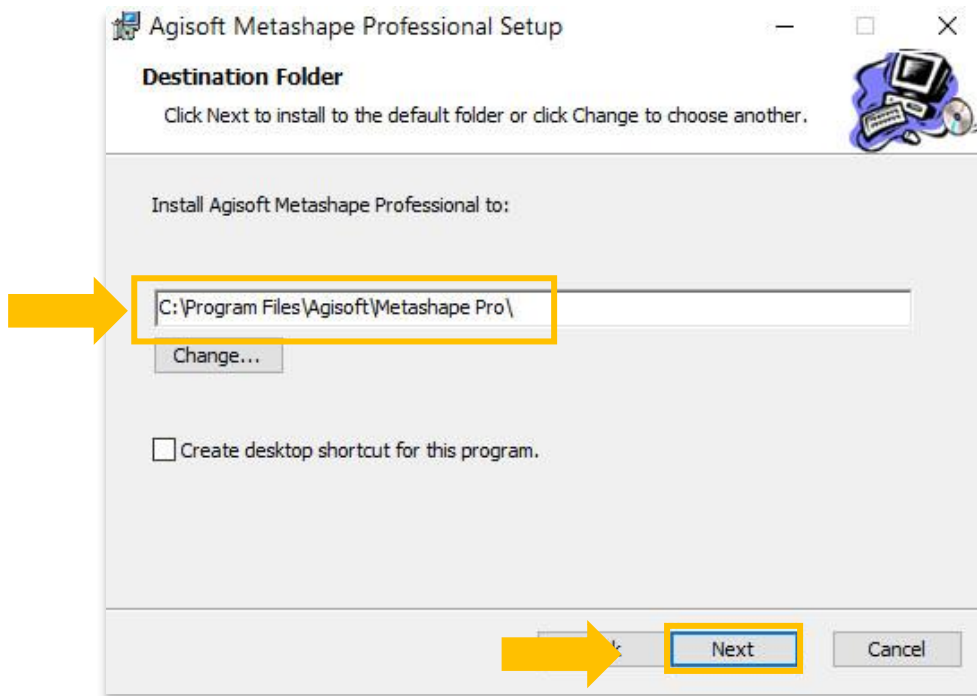 Agisoft Metashape Professional Setup
Destination Folder
Click Next to install to the default folder or click Change to choose another.
Install Agisoft Metashape Professional to:
C:\Program Files\Agisoft\Metashape Pro\
Change...
Create desktop shortcut for this program.
Next Cancel